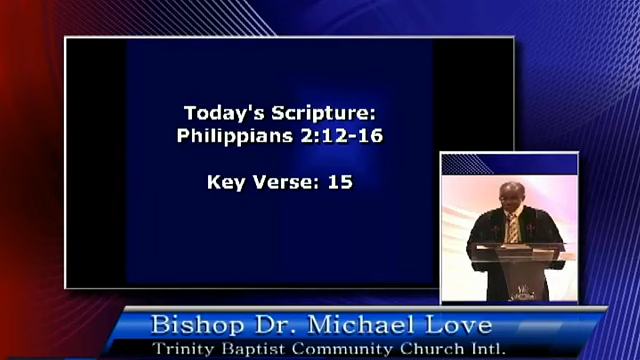 Today's Scripture:
Philippians 2:12-16
Key Verse: 15
Bishop Dr. Michael Love
Trinity Baptist Community Church Intl.